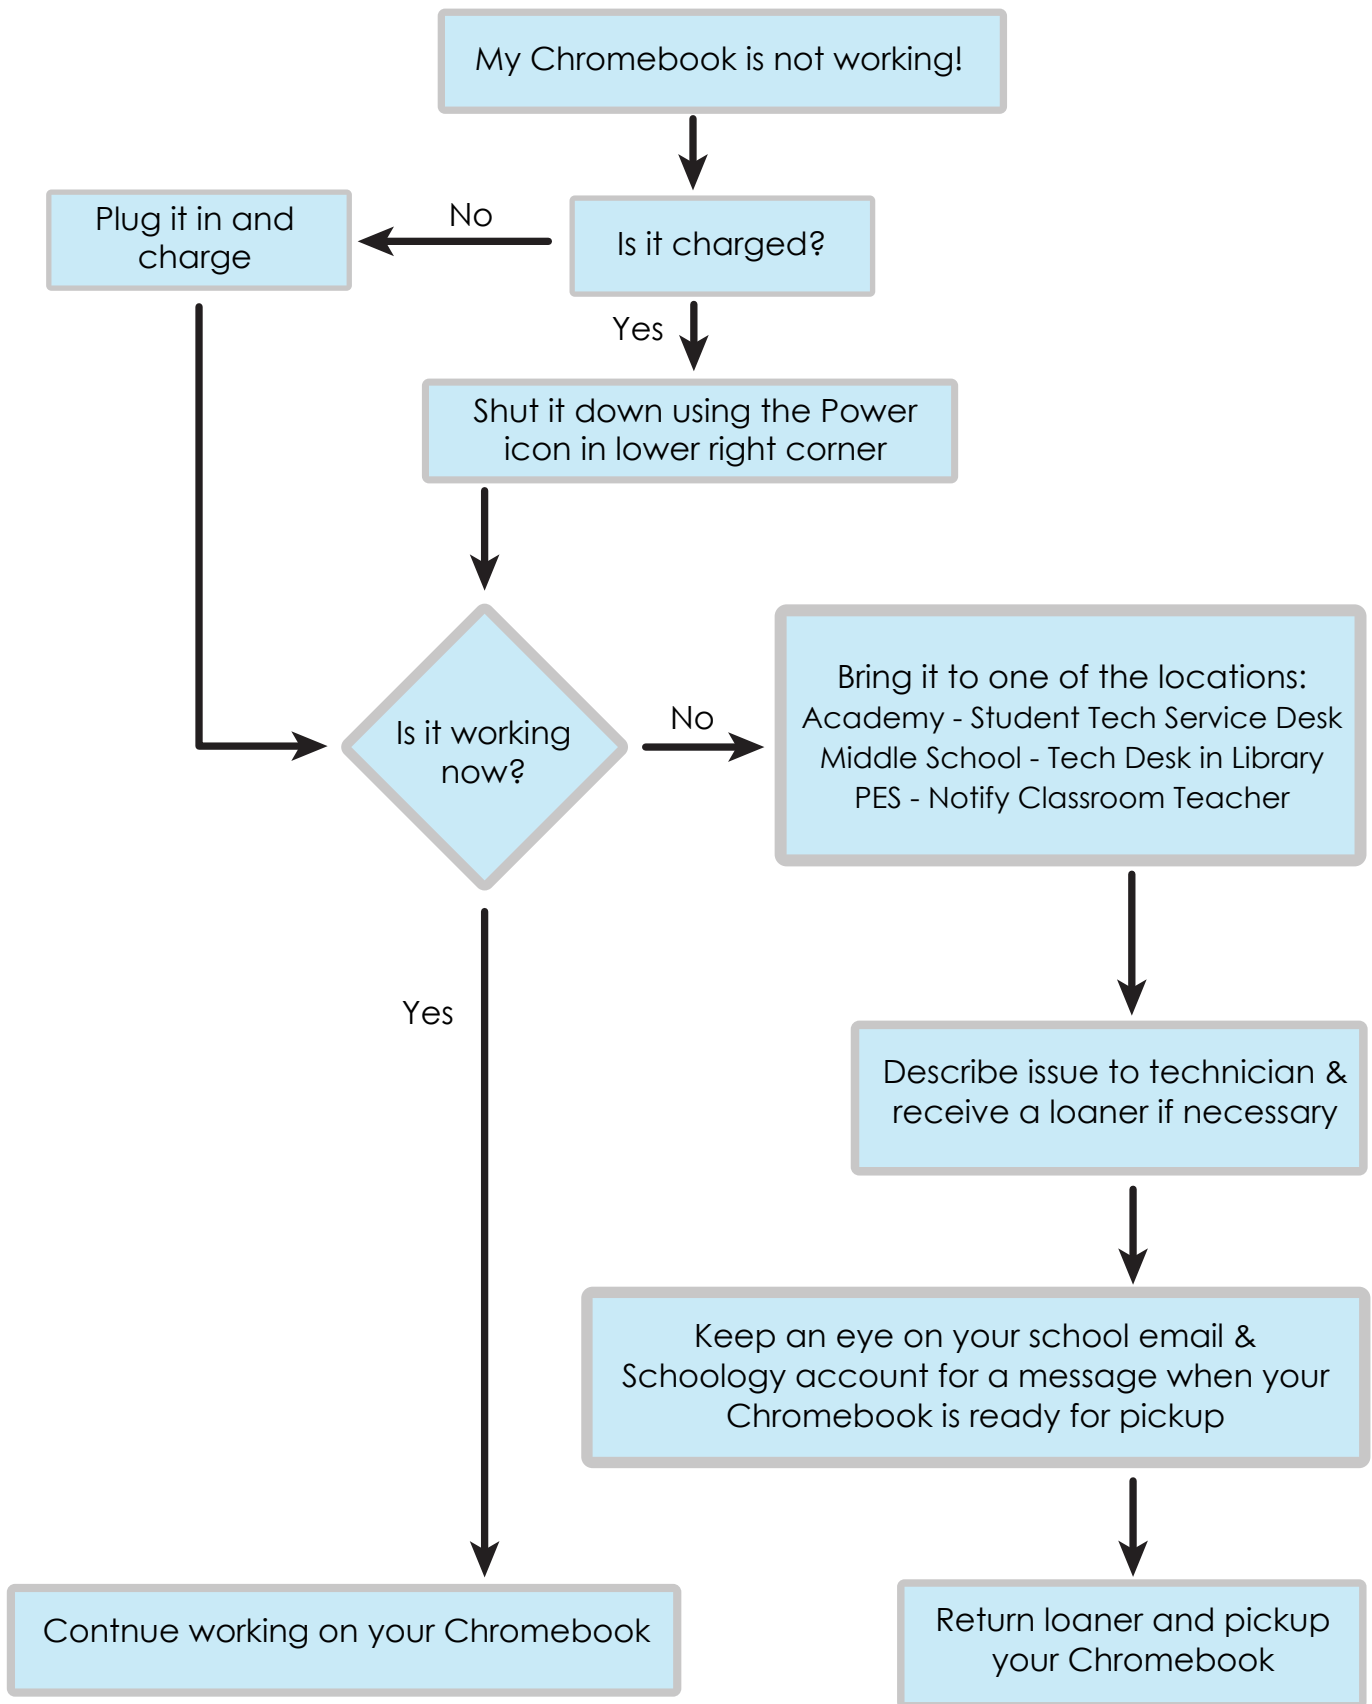 My Chromebook is not working!
Plug it in and
charge
No
Is it charged?
Yes
Shut it down using the Power
icon in lower right corner
Is it working
now?
No
Bring it to one of the locations:
Academy - Student Tech Service Desk
Middle School - Tech Desk in Library
PES - Notify Classroom Teacher
Yes
Describe issue to technician &
receive a loaner if necessary
Keep an eye on your school email &
Schoology account for a message when your
Chromebook is ready for pickup
Contnue working on your Chromebook
Return loaner and pickup
your Chromebook